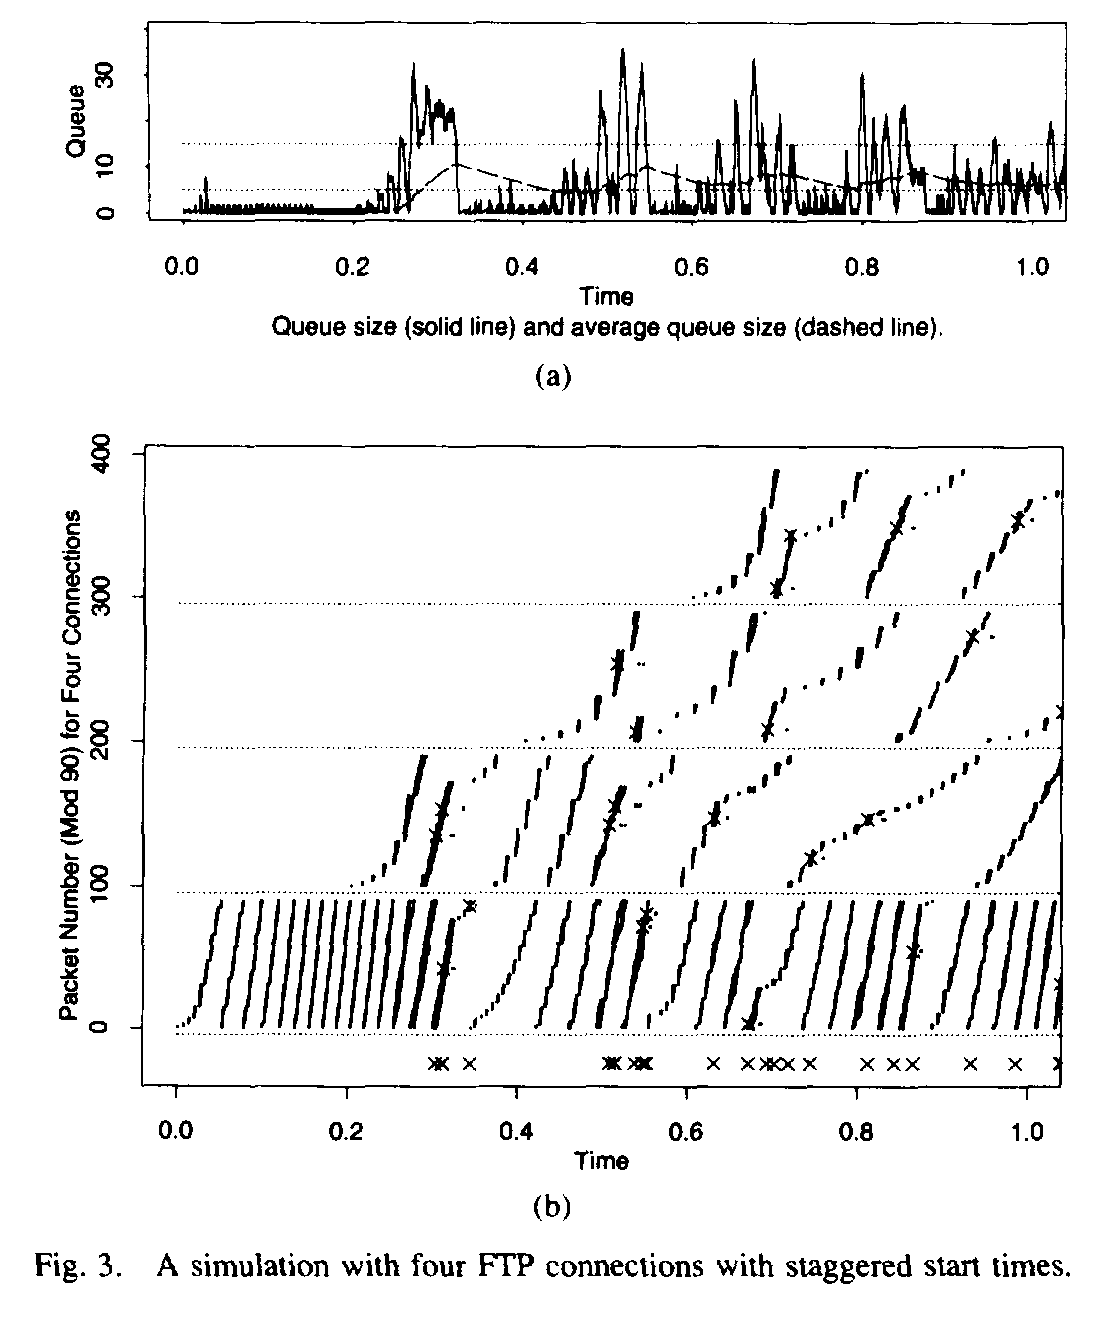 Queue
30
10
0
0.0 0.2 0.4 0.6 0.8 1.0
Time
Queue size (solid line) and average queue size (dashed line).
(a)
Packet Number (Mod 90) for Four Connections
400
300
200
100
0
0.0 0.2 0.4 0.6 0.8 1.0
Time
(b)
Fig. 3. A simulation with four FTP connections with staggered start times.